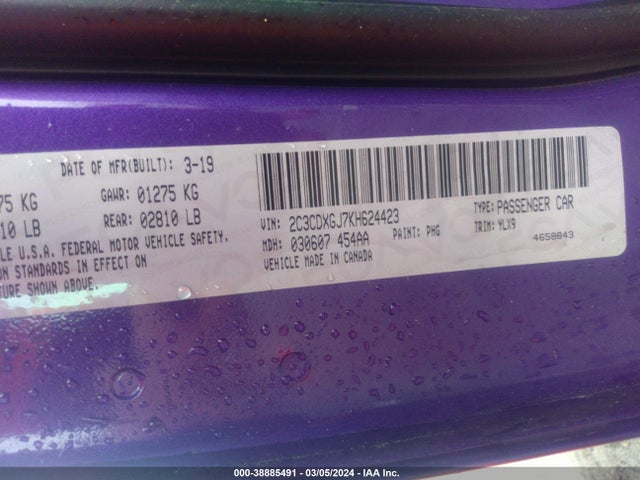 DATE OF MFR(BUILT): 3-19
75 KG GAWR: 01275 KG
10 LB REAR: 02810 LB
LE U.S.A. FEDERAL MOTOR VEHICLE SAFETY,
ON STANDARDS IN EFFECT ON
TURE SHOWN ABOVE.
VIN: 2C3CDXGJ7KH624423 TYPE: PASSENGER CAR
MDH: 030607 454AA PAINT: PHG TRIM: YLX9
VEHICLE MADE IN CANADA 4658843
000-38885491 - 03/05/2024 - IAA Inc.